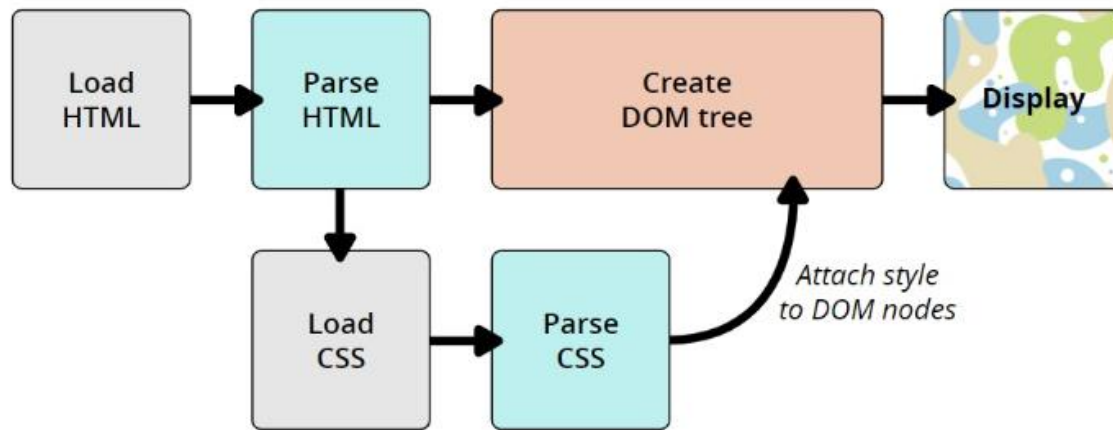 Load
HTML
Parse
HTML
Create
DOM tree
Display
Load
CSS
Parse
CSS
Attach style
to DOM nodes